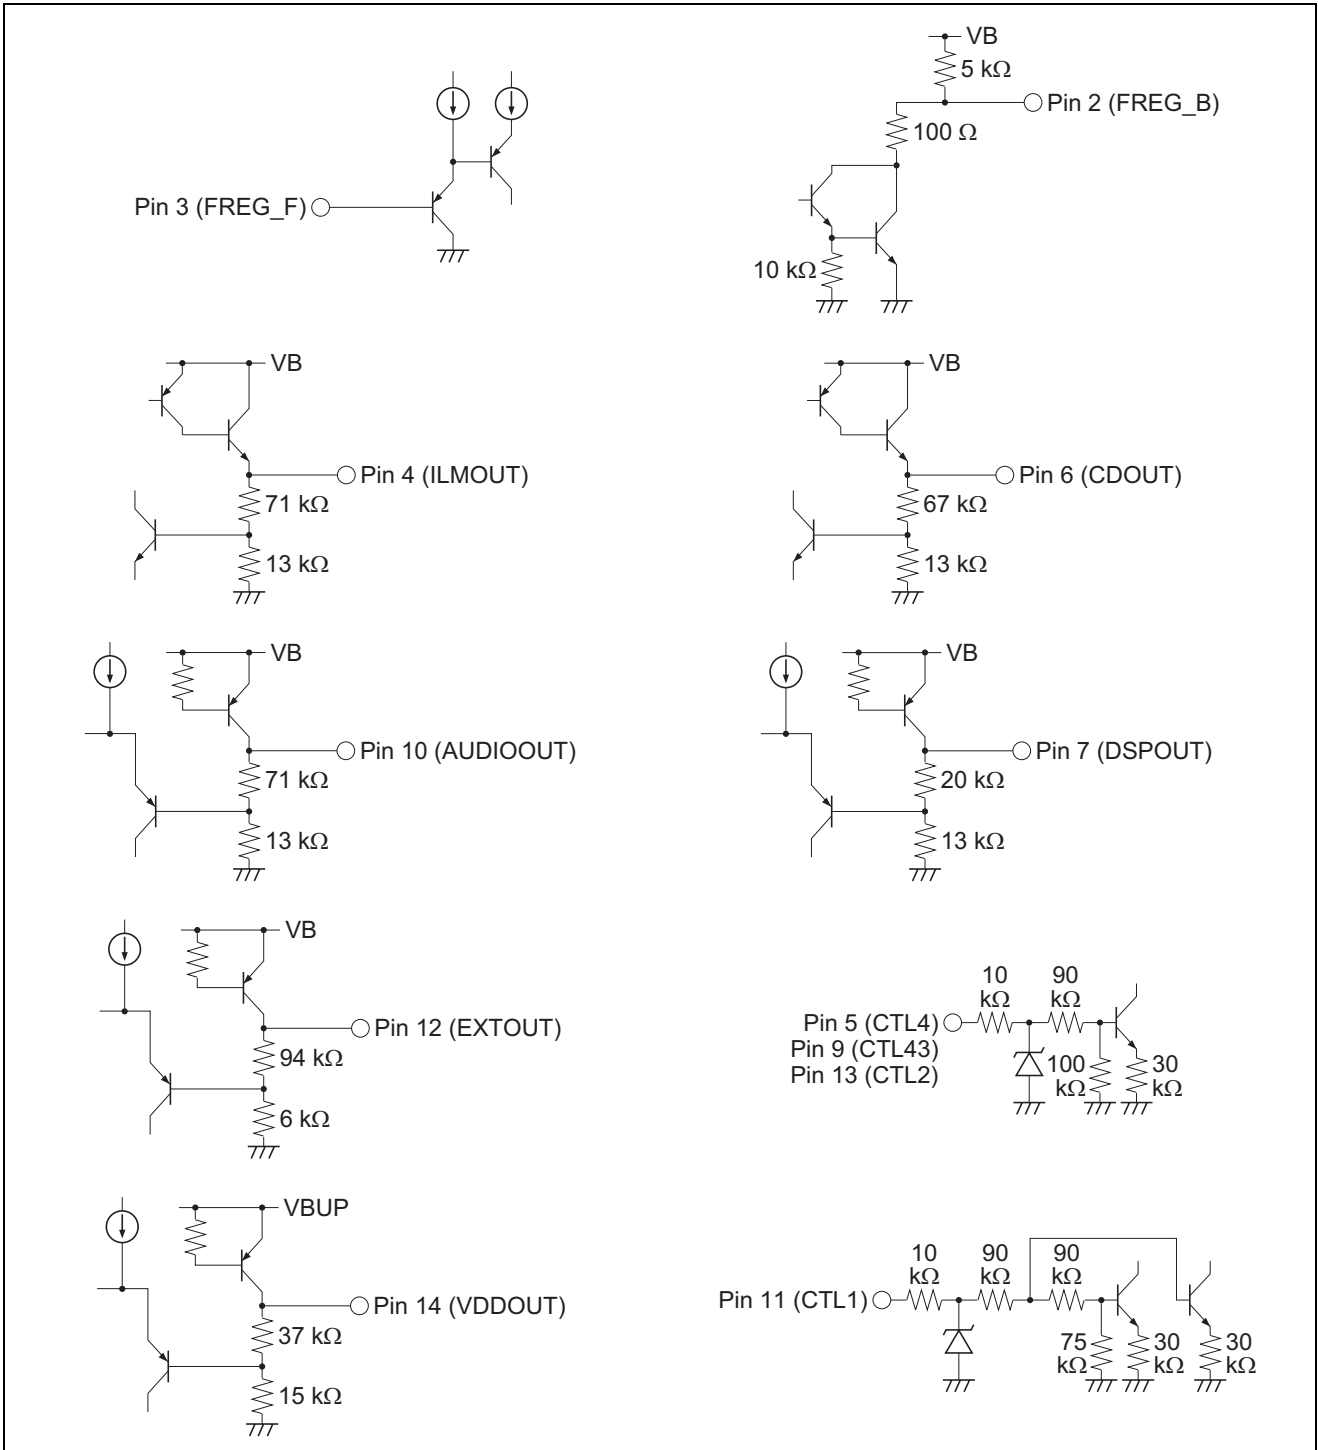 VB
5 kΩ
Pin 2 (FREG_B)
100 Ω
10 kΩ
Pin 3 (FREG_F)
VB
Pin 4 (ILMOUT)
71 kΩ
13 kΩ
VB
Pin 6 (CDOUT)
67 kΩ
13 kΩ
VB
Pin 10 (AUDIOOUT)
71 kΩ
13 kΩ
VB
Pin 7 (DSPOUT)
20 kΩ
13 kΩ
VB
Pin 12 (EXTOUT)
94 kΩ
6 kΩ
10
kΩ
90
kΩ
Pin 5 (CTL4)
Pin 9 (CTL43)
Pin 13 (CTL2)
100
kΩ
30
kΩ
VBUP
Pin 14 (VDDOUT)
37 kΩ
15 kΩ
10
kΩ
90
kΩ
90
kΩ
Pin 11 (CTL1)
75
kΩ
30
kΩ
30
kΩ